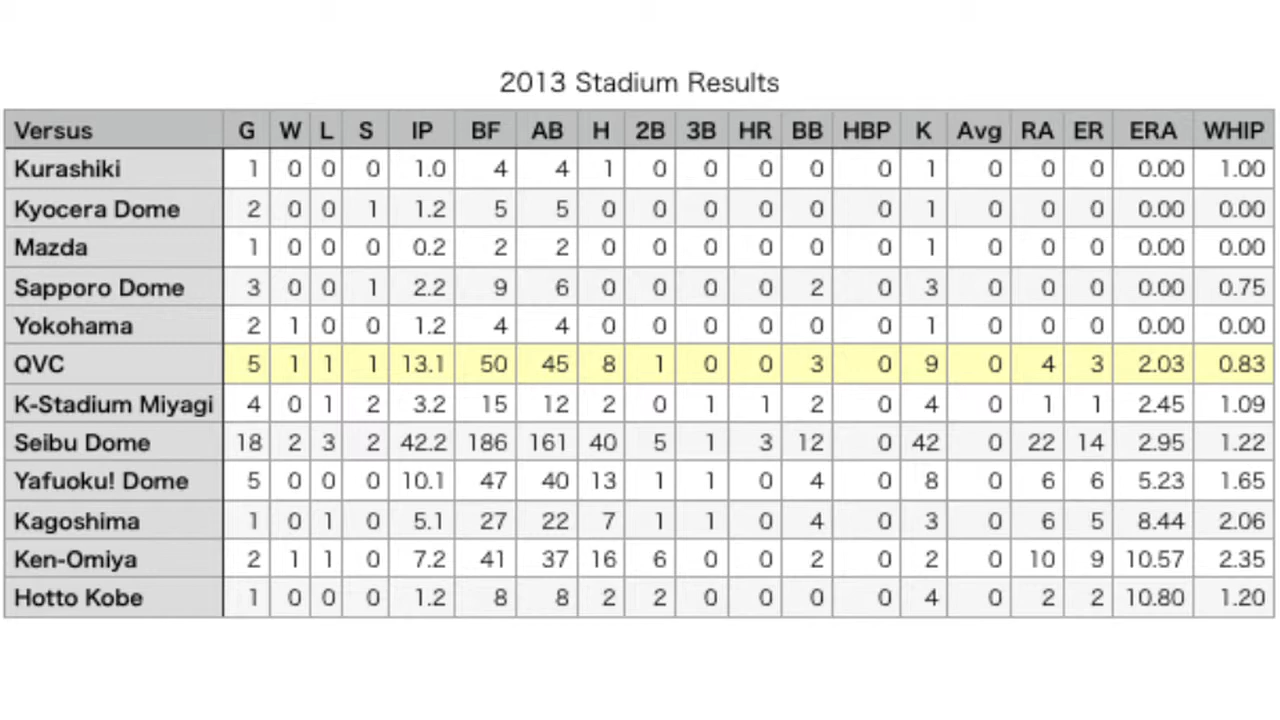 2013 Stadium Results
Versus G W L S IP BF AB H 2B 3B HR BB HBP K Avg RA ER ERA WHIP
Kurashiki 1 0 0 0 1.0 4 4 1 0 0 0 0 0 1 0 0 0 0.00 1.00
Kyocera Dome 2 0 0 1 1.2 5 5 0 0 0 0 0 0 1 0 0 0 0.00 0.00
Mazda 1 0 0 0 0.2 2 2 0 0 0 0 0 0 1 0 0 0 0.00 0.00
Sapporo Dome 3 0 0 1 2.2 9 6 0 0 0 0 2 0 3 0 0 0 0.00 0.75
Yokohama 2 1 0 0 1.2 4 4 0 0 0 0 0 0 1 0 0 0 0.00 0.00
QVC 5 1 1 1 13.1 50 45 8 1 0 0 3 0 9 0 4 3 2.03 0.83
K-Stadium Miyagi 4 0 1 2 3.2 15 12 2 0 1 1 2 0 4 0 1 1 2.45 1.09
Seibu Dome 18 2 3 2 42.2 186 161 40 5 1 3 12 0 42 0 22 14 2.95 1.22
Yafuoku! Dome 5 0 0 0 10.1 47 40 13 1 1 0 4 0 8 0 6 6 5.23 1.65
Kagoshima 1 0 1 0 5.1 27 22 7 1 1 0 4 0 3 0 6 5 8.44 2.06
Ken-Omiya 2 1 1 0 7.2 41 37 16 6 0 0 2 0 2 0 10 9 10.57 2.35
Hotto Kobe 1 0 0 0 1.2 8 8 2 2 0 0 0 0 4 0 2 2 10.80 1.20